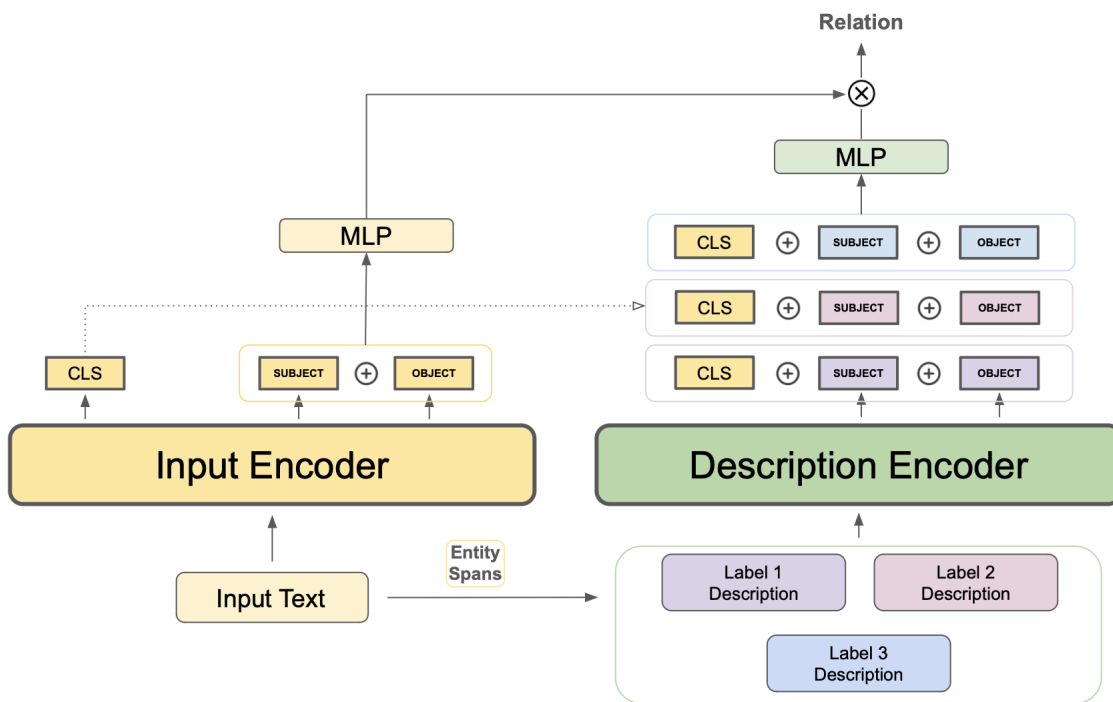 Relation
MLP
MLP
CLS
SUBJECT
OBJECT
CLS
SUBJECT
OBJECT
CLS
SUBJECT
OBJECT
CLS
SUBJECT
OBJECT
Input Encoder
Description Encoder
Entity
Spans
Input Text
Label 1
Description
Label 2
Description
Label 3
Description